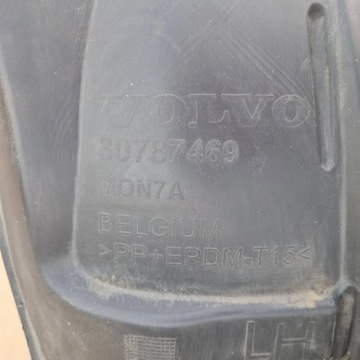 VOLVO
30787469
MON7A
BELGIUM
>PP+EPDM-T15<
LH